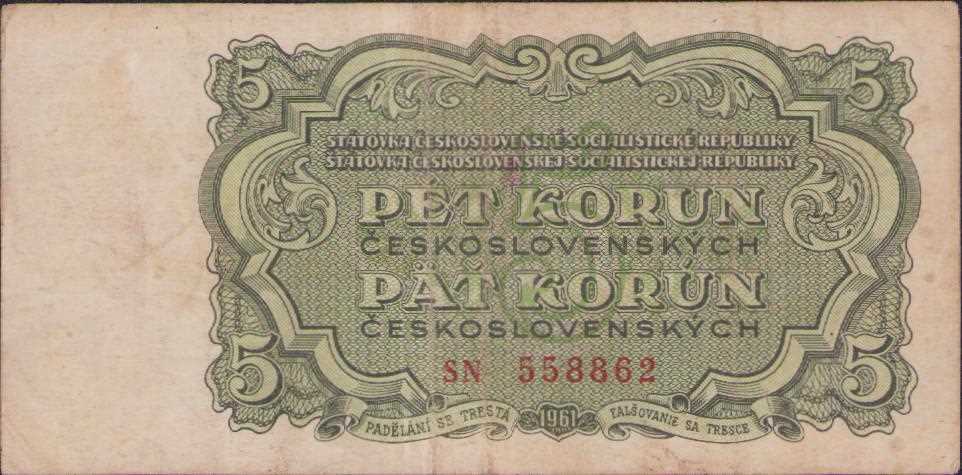 5 5
STÁTOVKA ČESKOSLOVENSKÉ SOCIALISTICKÉ REPUBLIKY
ŠTÁTOVKA ČESKOSLOVENSKEJ SOCIALISTICKEJ REPUBLIKY
PĚT KORUN
ČESKOSLOVENSKÝCH
PÄŤ KORÚN
ČESKOSLOVENSKÝCH
5 5
SN 558862
PADĚLÁNÍ SE TRESTÁ 1961 FALŠOVANIE SA TRESCE